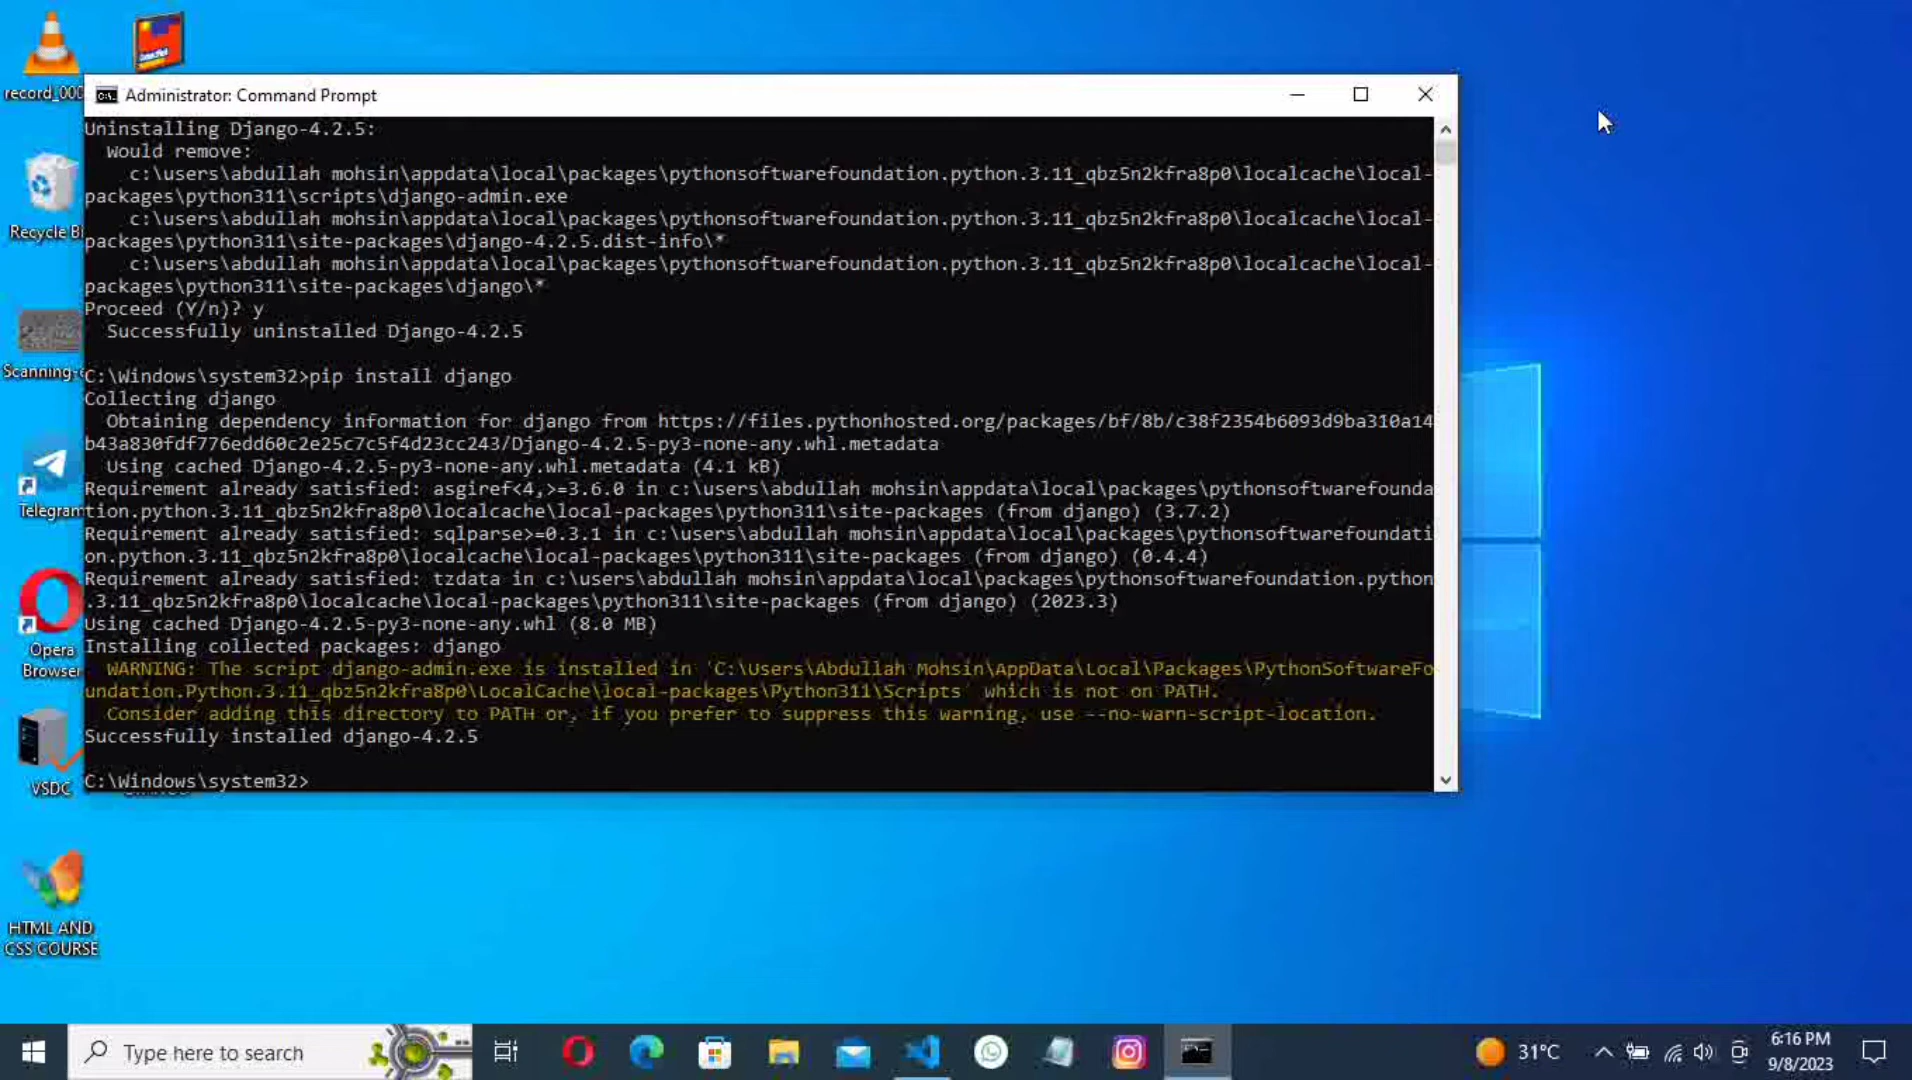 record_000
Administrator: Command Prompt
Uninstalling Django-4.2.5:
Would remove:
c:\users\abdullah mohsin\appdata\local\packages\pythonsoftwarefoundation.python.3.11_qbz5n2kfra8p0\localcache\local-
packages\python311\scripts\django-admin.exe
c:\users\abdullah mohsin\appdata\local\packages\pythonsoftwarefoundation.python.3.11_qbz5n2kfra8p0\localcache\local-
packages\python311\site-packages\django-4.2.5.dist-info\*
c:\users\abdullah mohsin\appdata\local\packages\pythonsoftwarefoundation.python.3.11_qbz5n2kfra8p0\localcache\local-
packages\python311\site-packages\django\*
Proceed (Y/n)? y
Successfully uninstalled Django-4.2.5
C:\Windows\system32>pip install django
Collecting django
Obtaining dependency information for django from https://files.pythonhosted.org/packages/bf/8b/c38f2354b6093d9ba310a14
b43a830fdf776edd60c2e25c7c5f4d23cc243/Django-4.2.5-py3-none-any.whl.metadata
Using cached Django-4.2.5-py3-none-any.whl.metadata (4.1 kB)
Requirement already satisfied: asgiref<4,>=3.6.0 in c:\users\abdullah mohsin\appdata\local\packages\pythonsoftwarefounda
tion.python.3.11_qbz5n2kfra8p0\localcache\local-packages\python311\site-packages (from django) (3.7.2)
Requirement already satisfied: sqlparse>=0.3.1 in c:\users\abdullah mohsin\appdata\local\packages\pythonsoftwarefoundati
on.python.3.11_qbz5n2kfra8p0\localcache\local-packages\python311\site-packages (from django) (0.4.4)
Requirement already satisfied: tzdata in c:\users\abdullah mohsin\appdata\local\packages\pythonsoftwarefoundation.python
.3.11_qbz5n2kfra8p0\localcache\local-packages\python311\site-packages (from django) (2023.3)
Using cached Django-4.2.5-py3-none-any.whl (8.0 MB)
Installing collected packages: django
WARNING: The script django-admin.exe is installed in 'C:\Users\Abdullah Mohsin\AppData\Local\Packages\PythonSoftwareFo
undation.Python.3.11_qbz5n2kfra8p0\LocalCache\local-packages\Python311\Scripts' which is not on PATH.
Consider adding this directory to PATH or, if you prefer to suppress this warning, use --no-warn-script-location.
Successfully installed django-4.2.5
C:\Windows\system32>
Recycle Bi
Scanning-
Telegram
Opera
Browser
VSDC
HTML AND
CSS COURSE
Type here to search
31°C
6:16 PM
9/8/2023